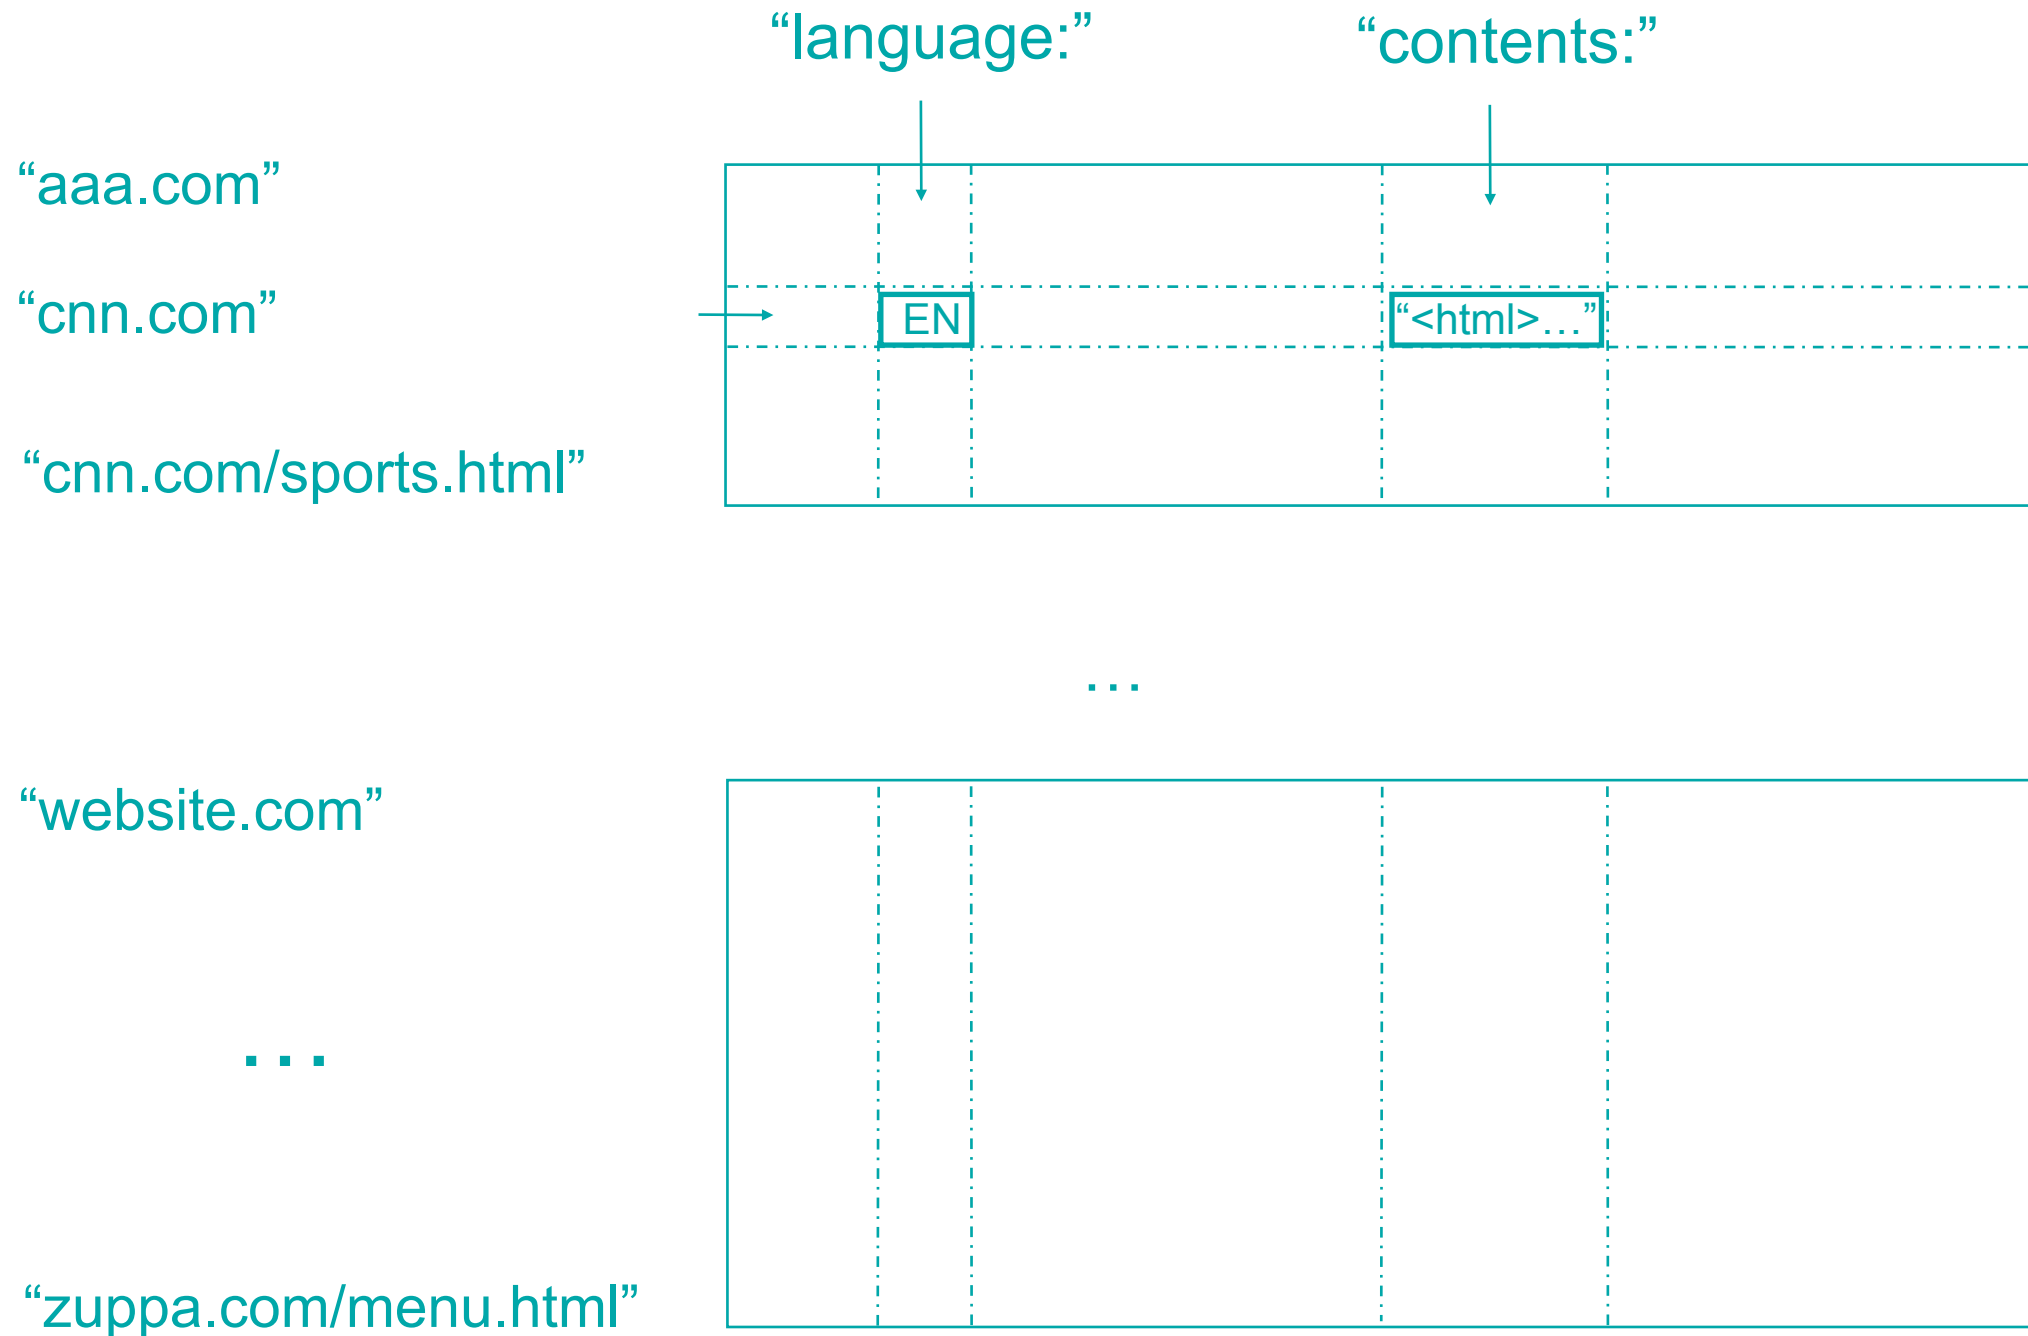 “language:” “contents:”
“aaa.com”
“cnn.com” EN “<html>…”
“cnn.com/sports.html”
…
“website.com”
…
“zuppa.com/menu.html”